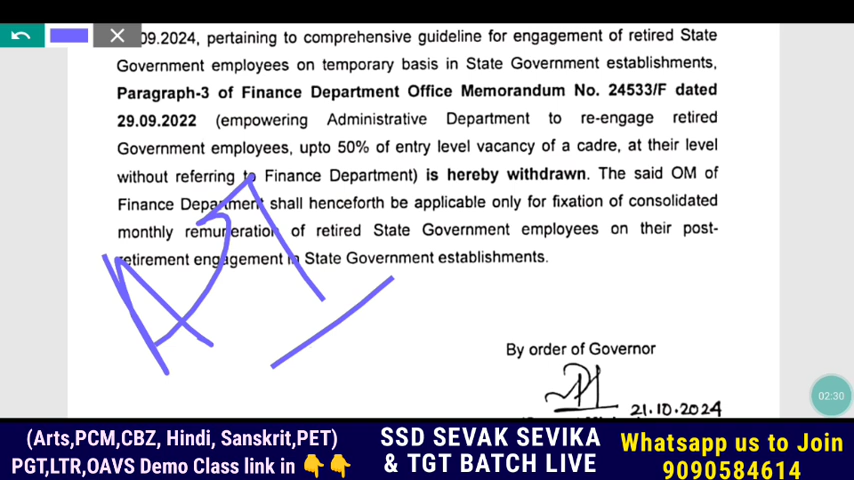 .09.2024, pertaining to comprehensive guideline for engagement of retired State
Government employees on temporary basis in State Government establishments,
Paragraph-3 of Finance Department Office Memorandum No. 24533/F dated
29.09.2022 (empowering Administrative Department to re-engage retired
Government employees, upto 50% of entry level vacancy of a cadre, at their level
without referring to Finance Department) is hereby withdrawn. The said OM of
Finance Department shall henceforth be applicable only for fixation of consolidated
monthly remuneration of retired State Government employees on their post-
retirement engagement in State Government establishments.
By order of Governor
21.10.2024
02:30
(Arts,PCM,CBZ, Hindi, Sanskrit,PET)
PGT,LTR,OAVS Demo Class link in 👇👇
SSD SEVAK SEVIKA
& TGT BATCH LIVE
Whatsapp us to Join
9090584614